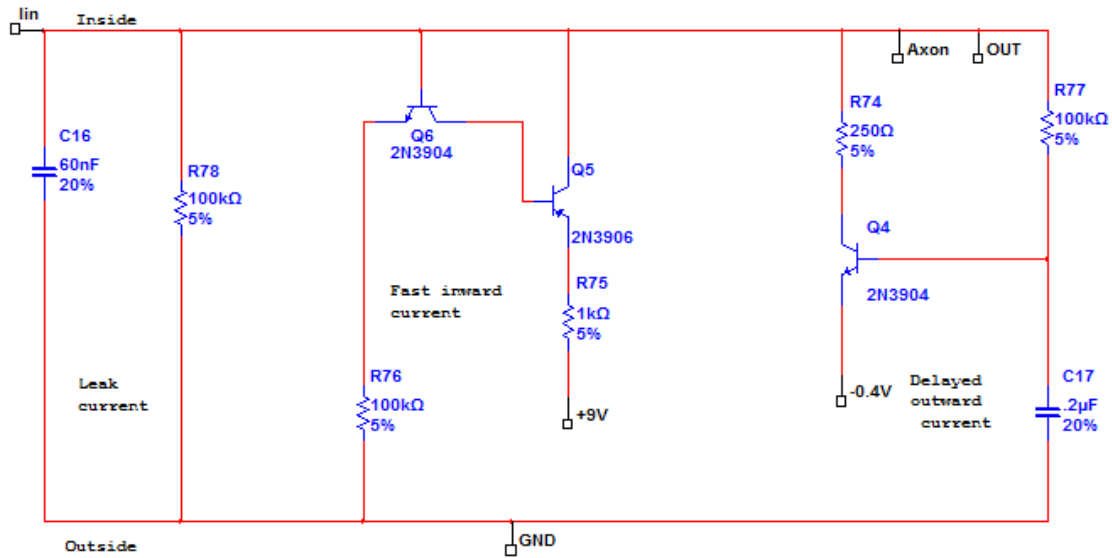 Iin
Inside
Axon
OUT
R77
100kΩ
5%
R74
250Ω
5%
C16
60nF
20%
Q6
2N3904
R78
100kΩ
5%
Q5
2N3906
Q4
2N3904
R75
1kΩ
5%
Fast inward
current
Leak
current
R76
100kΩ
5%
+9V
-0.4V
Delayed
outward
current
C17
.2µF
20%
Outside
GND